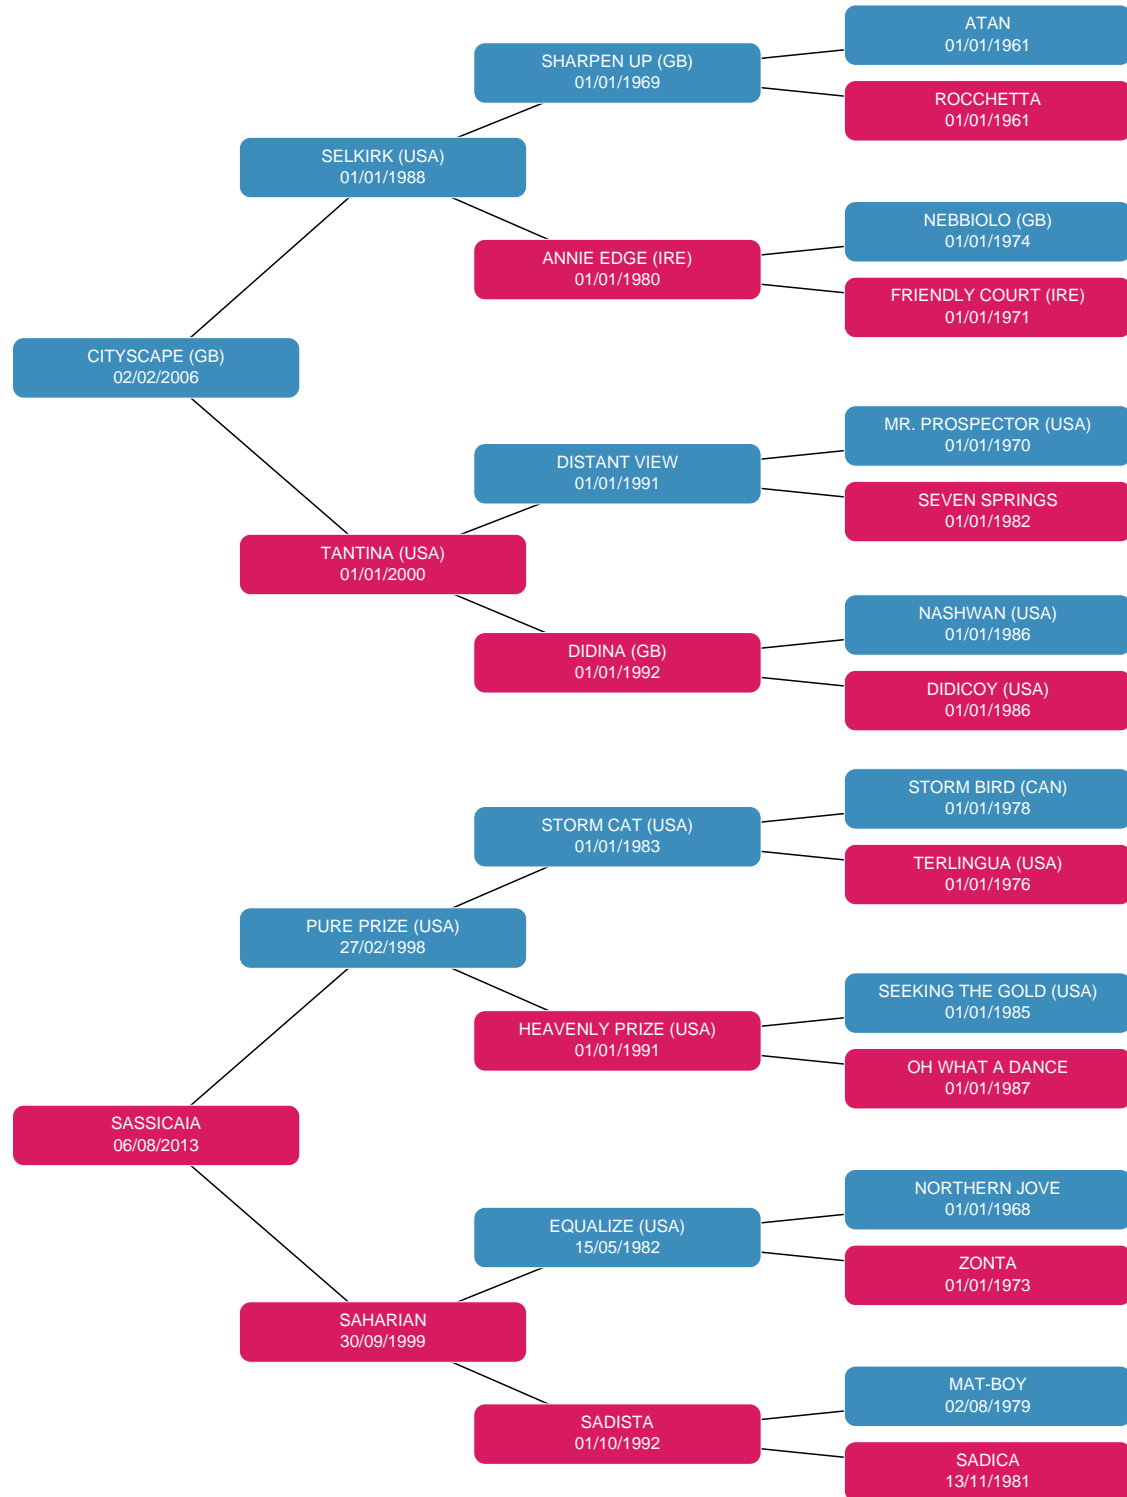 ATAN
01/01/1961
SHARPEN UP (GB)
01/01/1969
ROCCHETTA
01/01/1961
SELKIRK (USA)
01/01/1988
NEBBIOLO (GB)
01/01/1974
ANNIE EDGE (IRE)
01/01/1980
FRIENDLY COURT (IRE)
01/01/1971
CITYSCAPE (GB)
02/02/2006
MR. PROSPECTOR (USA)
01/01/1970
DISTANT VIEW
01/01/1991
SEVEN SPRINGS
01/01/1982
TANTINA (USA)
01/01/2000
NASHWAN (USA)
01/01/1986
DIDINA (GB)
01/01/1992
DIDICOY (USA)
01/01/1986
STORM BIRD (CAN)
01/01/1978
STORM CAT (USA)
01/01/1983
TERLINGUA (USA)
01/01/1976
PURE PRIZE (USA)
27/02/1998
SEEKING THE GOLD (USA)
01/01/1985
HEAVENLY PRIZE (USA)
01/01/1991
OH WHAT A DANCE
01/01/1987
SASSICAIA
06/08/2013
NORTHERN JOVE
01/01/1968
EQUALIZE (USA)
15/05/1982
ZONTA
01/01/1973
SAHARIAN
30/09/1999
MAT-BOY
02/08/1979
SADISTA
01/10/1992
SADICA
13/11/1981